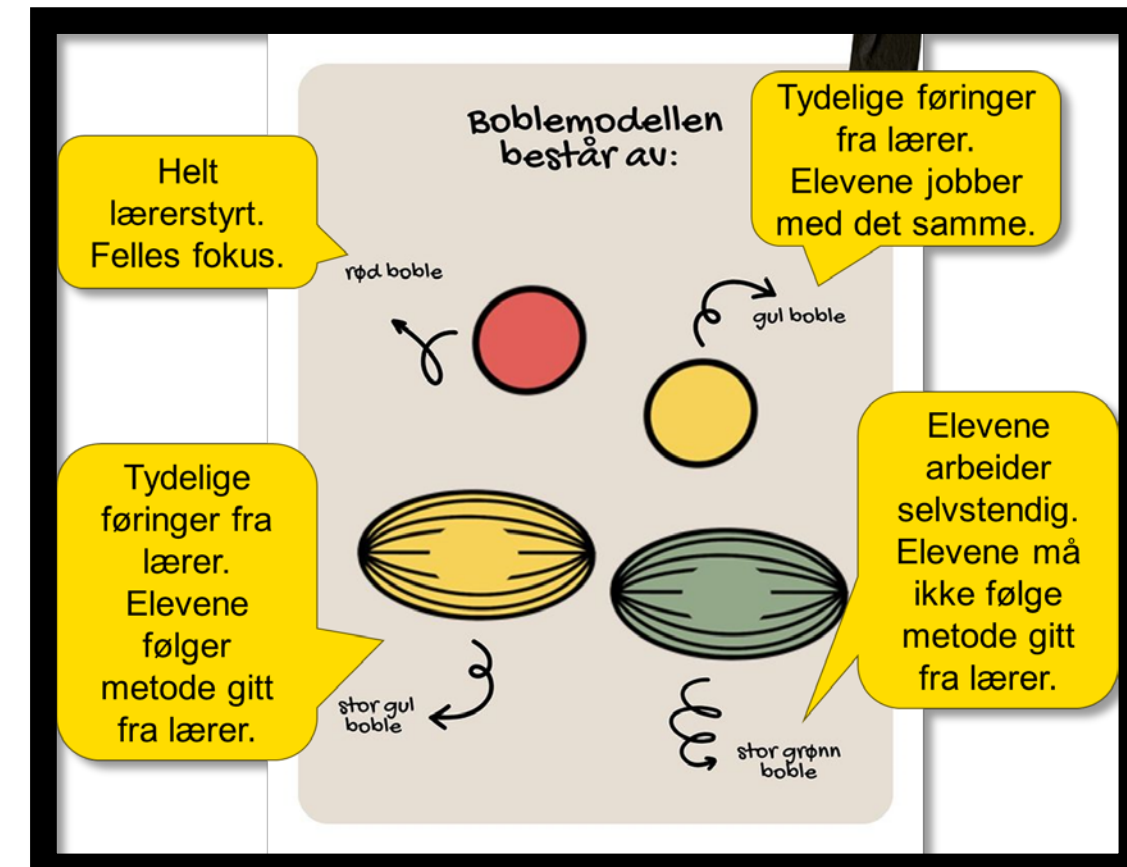 Boblemodellen
består av:
Helt
lærerstyrt.
Felles fokus.
Tydelige føringer
fra lærer.
Elevene jobber
med det samme.
rød boble
gul boble
Tydelige
føringer fra
lærer.
Elevene
følger
metode gitt
fra lærer.
Elevene
arbeider
selvstendig.
Elevene må
ikke følge
metode gitt
fra lærer.
stor gul
boble
stor grønn
boble